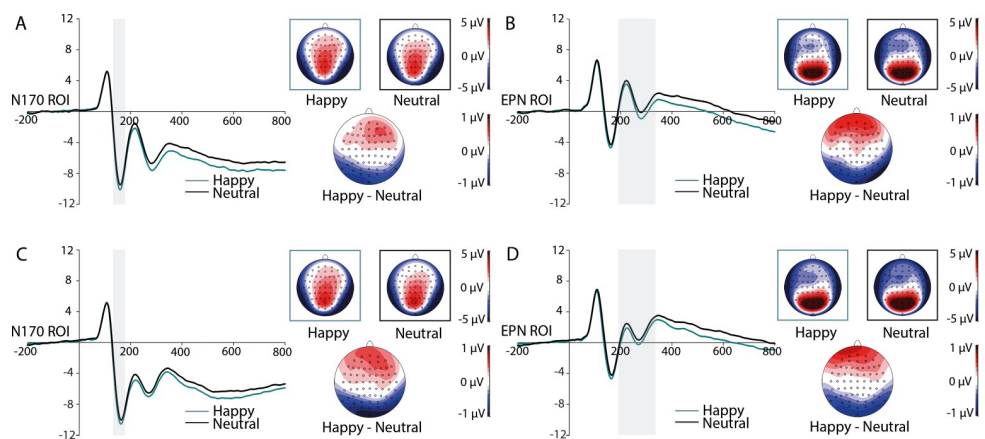 A
12
8
4
N170 ROI
-200
200
400
600
800
-4
-8
-12
Happy
Neutral
Happy
Neutral
5 µV
0 µV
-5 µV
1 µV
0 µV
-1 µV
Happy - Neutral
B
12
8
4
EPN ROI
-200
200
400
600
800
-4
-8
-12
Happy
Neutral
Happy
Neutral
5 µV
0 µV
-5 µV
1 µV
0 µV
-1 µV
Happy - Neutral
C
12
8
4
N170 ROI
-200
200
400
600
800
-4
-8
-12
Happy
Neutral
Happy
Neutral
5 µV
0 µV
-5 µV
1 µV
0 µV
-1 µV
Happy - Neutral
D
12
8
4
EPN ROI
-200
200
400
600
800
-4
-8
-12
Happy
Neutral
Happy
Neutral
5 µV
0 µV
-5 µV
1 µV
0 µV
-1 µV
Happy - Neutral